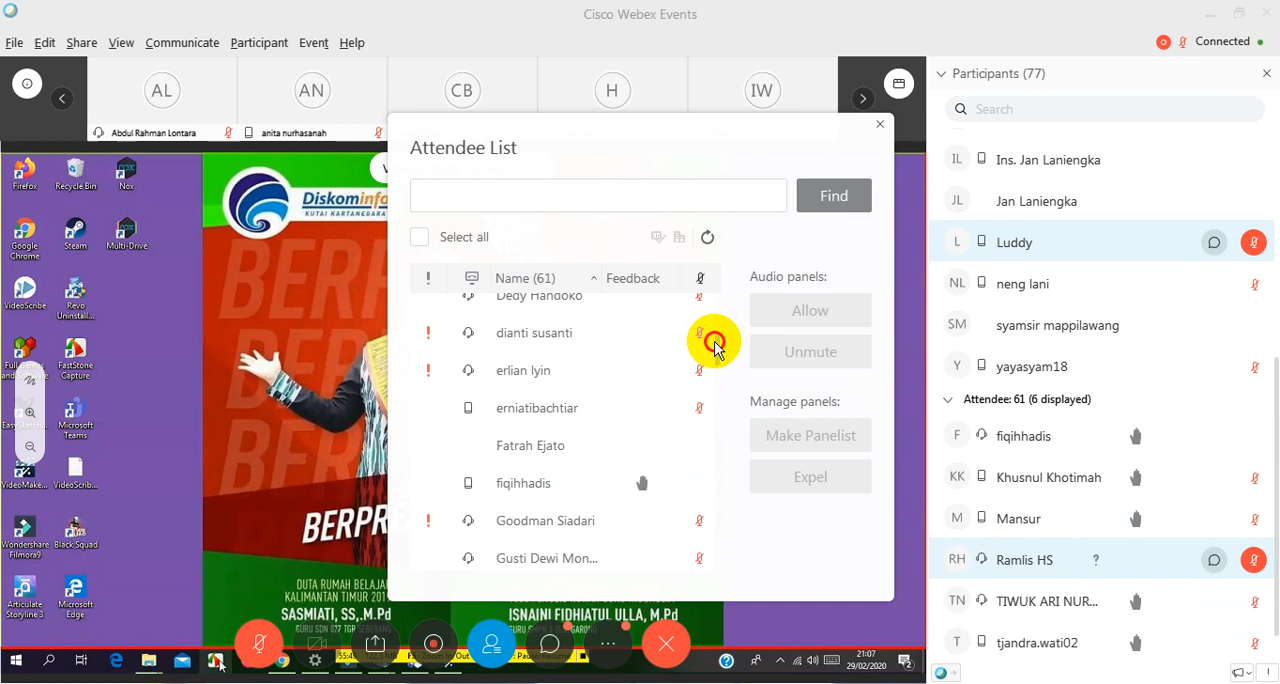 Cisco Webex Events
File Edit Share View Communicate Participant Event Help
Connected
AL
AN
CB
H
IW
Abdul Rahman Lontara
anita nurhasanah
Firefox
Recycle Bin
Nox
Google Chrome
Steam
Multi-Drive
VideoScribe
Revo Uninstall...
FastStone Capture
Microsoft Teams
VideoMake...
VideoScrib...
Wondershare Filmora9
Black Squad
Articulate Storyline 3
Microsoft Edge
Diskominfo
KUTAI KARTANEGARA
BERPRE
DUTA RUMAH BELAJAR
KALIMANTAN TIMUR
SASMIATI, SS.,M.Pd
ISNAINI FIDHIATUL ULLA, M.Pd
Attendee List
Find
Select all
! Name (61) Feedback
Dedy Handoko
! dianti susanti
! erlian lyin
erniatibachtiar
Fatrah Ejato
fiqihhadis
! Goodman Siadari
Gusti Dewi Mon...
Audio panels:
Allow
Unmute
Manage panels:
Make Panelist
Expel
Participants (77)
Search
IL Ins. Jan Laniengka
JL Jan Laniengka
L Luddy
NL neng lani
SM syamsir mappilawang
Y yayasyam18
Attendee: 61 (6 displayed)
F fiqihhadis
KK Khusnul Khotimah
M Mansur
RH Ramlis HS ?
TN TIWUK ARI NUR...
T tjandra.wati02
21:07
29/02/2020